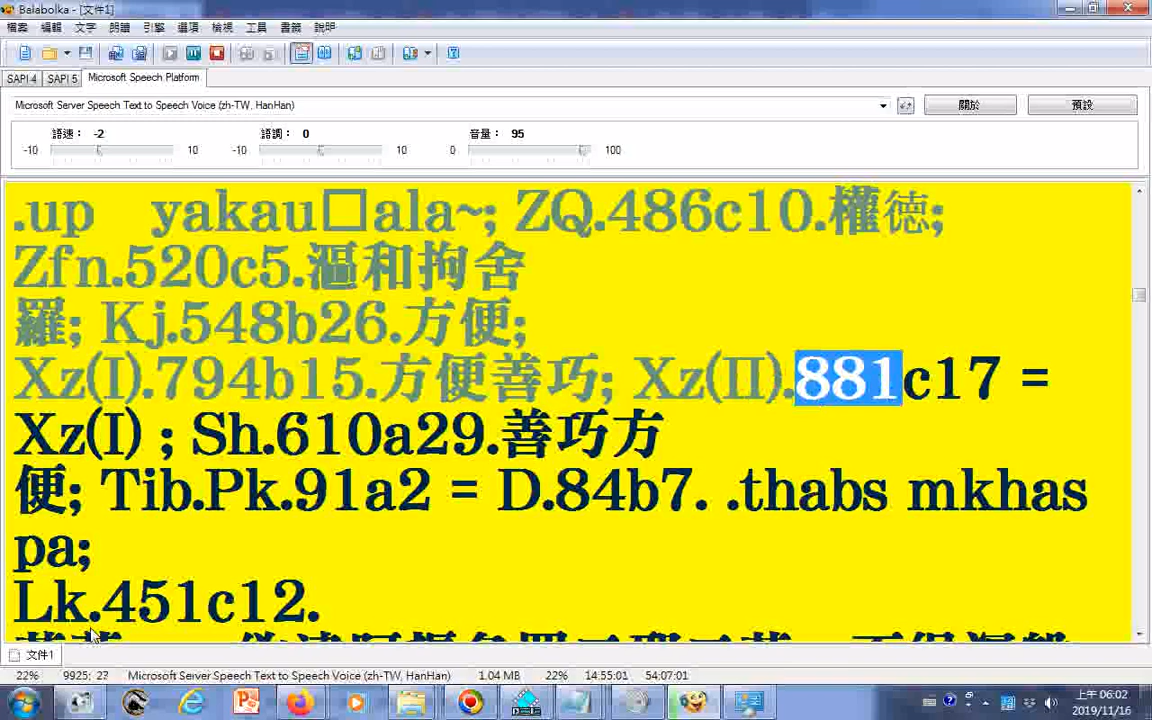 Balabolka - [文件1]
檔案 編輯 文字 朗讀 引擎 選項 檢視 工具 書籤 說明
SAPI 4 SAPI 5 Microsoft Speech Platform
Microsoft Server Speech Text to Speech Voice (zh-TW, HanHan) 關於 預設
語速： -2 語調： 0 音量： 95
-10 10 -10 10 0 100
.up yakau□ala~; ZQ.486c10.權德;
Zfn.520c5.漚和拘舍
羅; Kj.548b26.方便;
Xz(I).794b15.方便善巧; Xz(II).881c17 =
Xz(I) ; Sh.610a29.善巧方
便; Tib.Pk.91a2 = D.84b7. .thabs mkhas
pa;
Lk.451c12.
文件1
22% 9925; 27 Microsoft Server Speech Text to Speech Voice (zh-TW, HanHan) 1.04 MB 22% 14:55:01 54:07:01
上午 06:02
2019/11/16